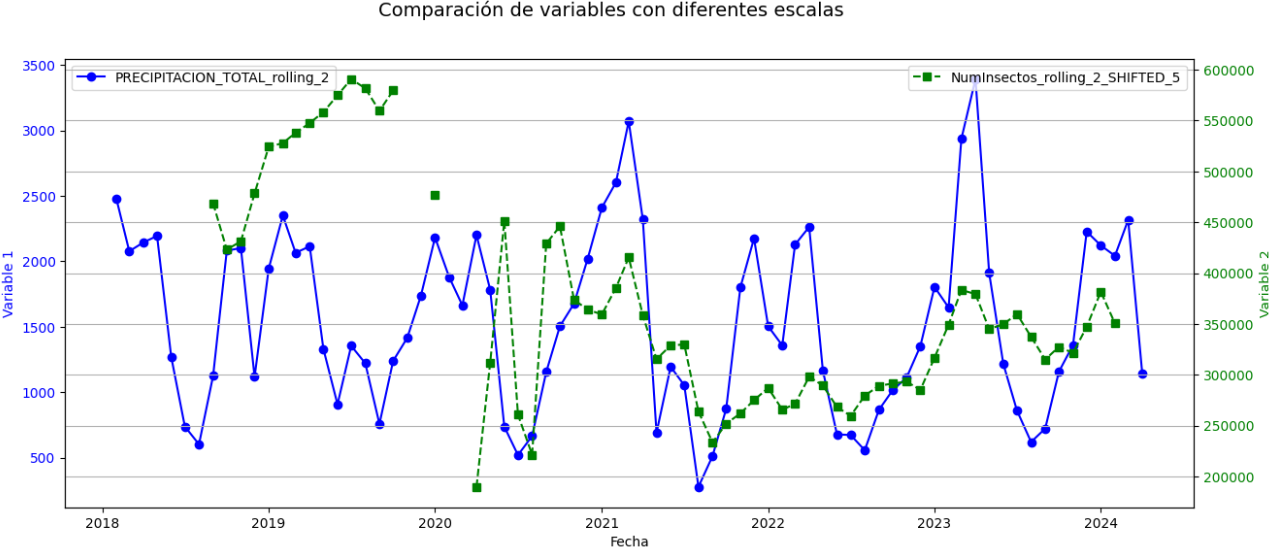 Comparación de variables con diferentes escalas
PRECIPITACION_TOTAL_rolling_2
NumInsectos_rolling_2_SHIFTED_5
3500
3000
2500
2000
1500
1000
500
Variable 1
600000
550000
500000
450000
400000
350000
300000
250000
200000
Variable 2
2018 2019 2020 2021 2022 2023 2024
Fecha